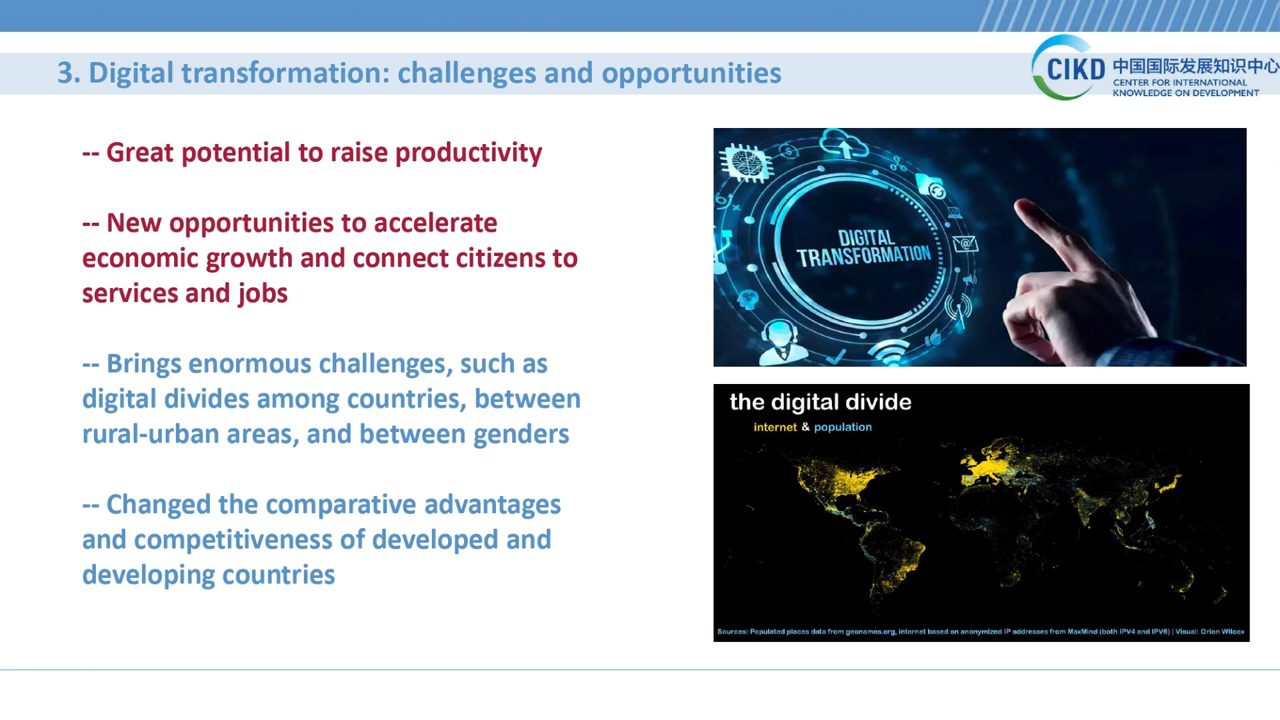 3. Digital transformation: challenges and opportunities
CIKD
中国国际发展知识中心
CENTER FOR INTERNATIONAL
KNOWLEDGE ON DEVELOPMENT
-- Great potential to raise productivity
-- New opportunities to accelerate
economic growth and connect citizens to
services and jobs
-- Brings enormous challenges, such as
digital divides among countries, between
rural-urban areas, and between genders
-- Changed the comparative advantages
and competitiveness of developed and
developing countries
DIGITAL
TRANSFORMATION
the digital divide
internet & population
Sources: Populated places data from geonames.org, internet based on anonymized IP addresses from MaxMind (both IPV4 and IPV6) | Visual: Orion Wilcox